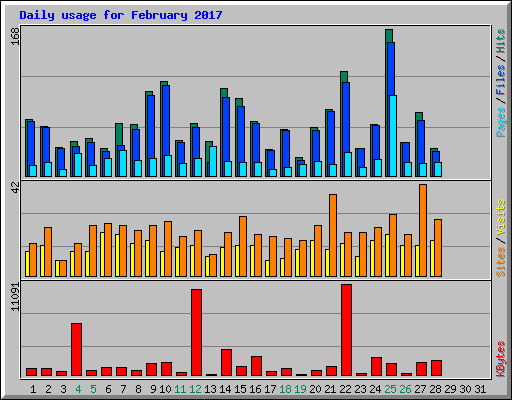 Daily usage for February 2017
168
Pages / Files / Hits
42
Sites / Visits
11091
KBytes
1 2 3 4 5 6 7 8 9 10 11 12 13 14 15 16 17 18 19 20 21 22 23 24 25 26 27 28 29 30 31